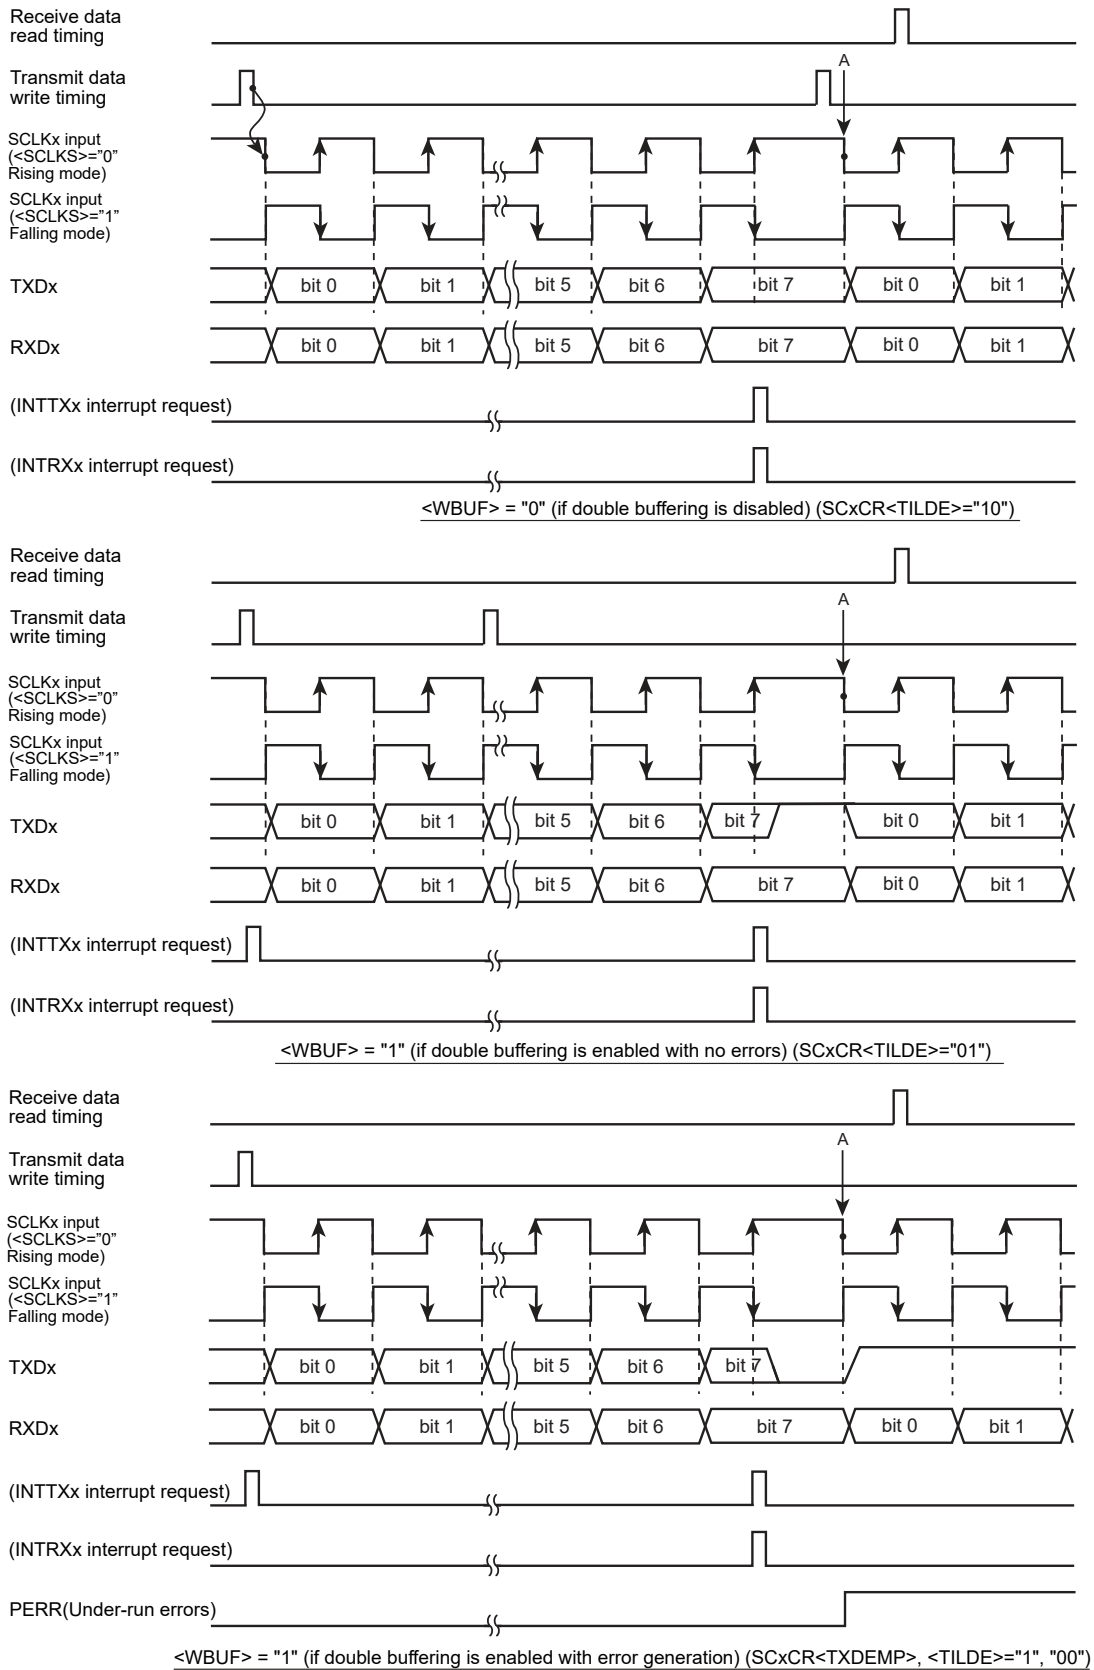 Receive data
read timing
A
Transmit data
write timing
SCLKx input
(<SCLKS>=”0”
Rising mode)
SCLKx input
(<SCLKS>=”1”
Falling mode)
TXDx bit 0 bit 1 bit 5 bit 6 bit 7 bit 0 bit 1
RXDx bit 0 bit 1 bit 5 bit 6 bit 7 bit 0 bit 1
(INTTXx interrupt request)
(INTRXx interrupt request)
<WBUF> = "0" (if double buffering is disabled) (SCxCR<TILDE>="10")
Receive data
read timing
A
Transmit data
write timing
SCLKx input
(<SCLKS>=”0”
Rising mode)
SCLKx input
(<SCLKS>=”1”
Falling mode)
TXDx bit 0 bit 1 bit 5 bit 6 bit 7 bit 0 bit 1
RXDx bit 0 bit 1 bit 5 bit 6 bit 7 bit 0 bit 1
(INTTXx interrupt request)
(INTRXx interrupt request)
<WBUF> = "1" (if double buffering is enabled with no errors) (SCxCR<TILDE>="01")
Receive data
read timing
A
Transmit data
write timing
SCLKx input
(<SCLKS>=”0”
Rising mode)
SCLKx input
(<SCLKS>=”1”
Falling mode)
TXDx bit 0 bit 1 bit 5 bit 6 bit 7
RXDx bit 0 bit 1 bit 5 bit 6 bit 7 bit 0 bit 1
(INTTXx interrupt request)
(INTRXx interrupt request)
PERR(Under-run errors)
<WBUF> = "1" (if double buffering is enabled with error generation) (SCxCR<TXDEMP>, <TILDE>="1", "00")